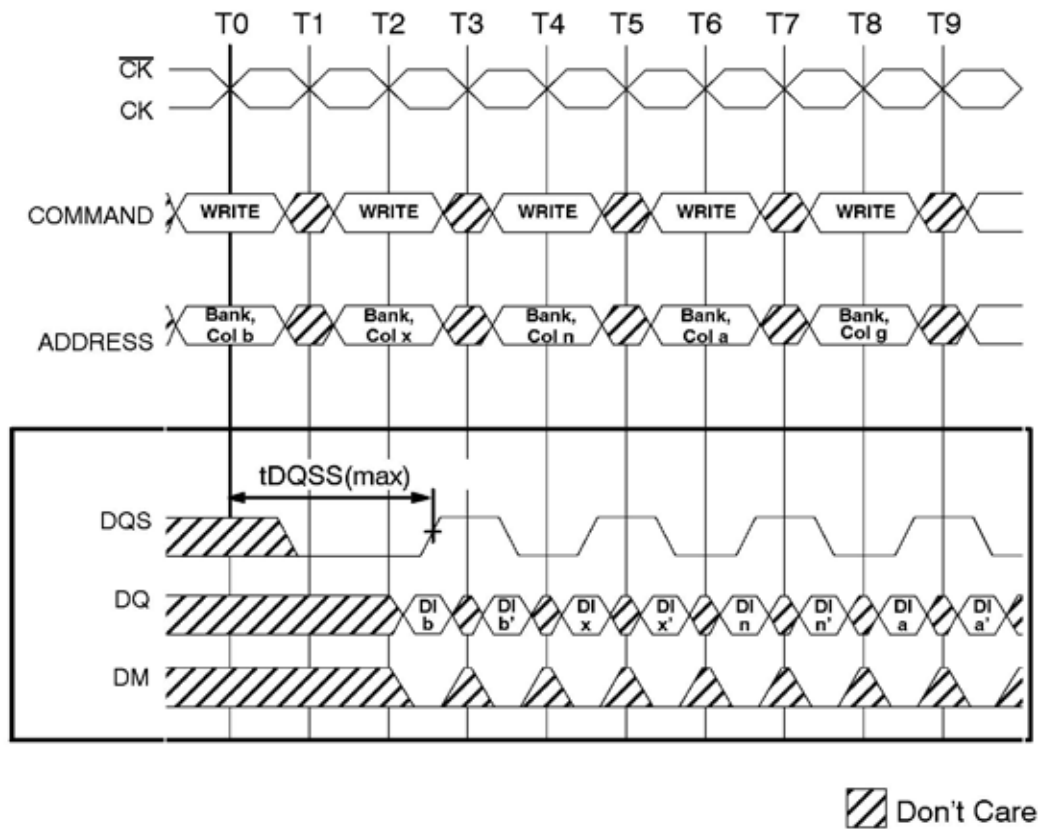 T0 T1 T2 T3 T4 T5 T6 T7 T8 T9
CK
CK
COMMAND WRITE WRITE WRITE WRITE WRITE
ADDRESS Bank, Col b Bank, Col x Bank, Col n Bank, Col a Bank, Col g
tDQSS(max)
DQS
DQ DI b DI b' DI x DI x' DI n DI n' DI a DI a'
DM
Don't Care